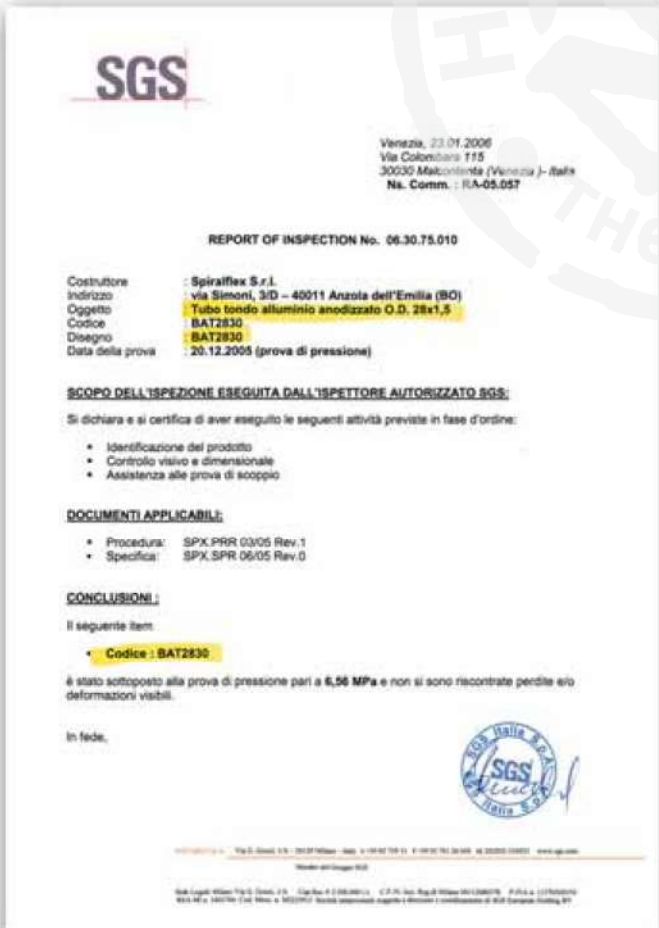 SGS
Venezia, 23.01.2006
Via Colombara 115
30030 Malcontenta (Venezia )- Italia
Ns. Comm. : RA-05.057
REPORT OF INSPECTION No. 06.30.75.010
Costruttore : Spiralflex S.r.l.
Indirizzo : via Simoni, 3/D – 40011 Anzola dell'Emilia (BO)
Oggetto : Tubo tondo alluminio anodizzato O.D. 28x1,5
Codice : BAT2830
Disegno : BAT2830
Data della prova : 20.12.2005 (prova di pressione)
SCOPO DELL'ISPEZIONE ESEGUITA DALL'ISPETTORE AUTORIZZATO SGS:
Si dichiara e si certifica di aver eseguito le seguenti attività previste in fase d'ordine:
• Identificazione del prodotto
• Controllo visivo e dimensionale
• Assistenza alle prova di scoppio
DOCUMENTI APPLICABILI:
• Procedura: SPX.PRR 03/05 Rev.1
• Specifica: SPX.SPR 06/05 Rev.0
CONCLUSIONI :
Il seguente item
• Codice : BAT2830
è stato sottoposto alla prova di pressione pari a 6,56 MPa e non si sono riscontrate perdite e/o
deformazioni visibili.
In fede,
SGS Italia S.p.A.
SGS
Membro del Gruppo SGS